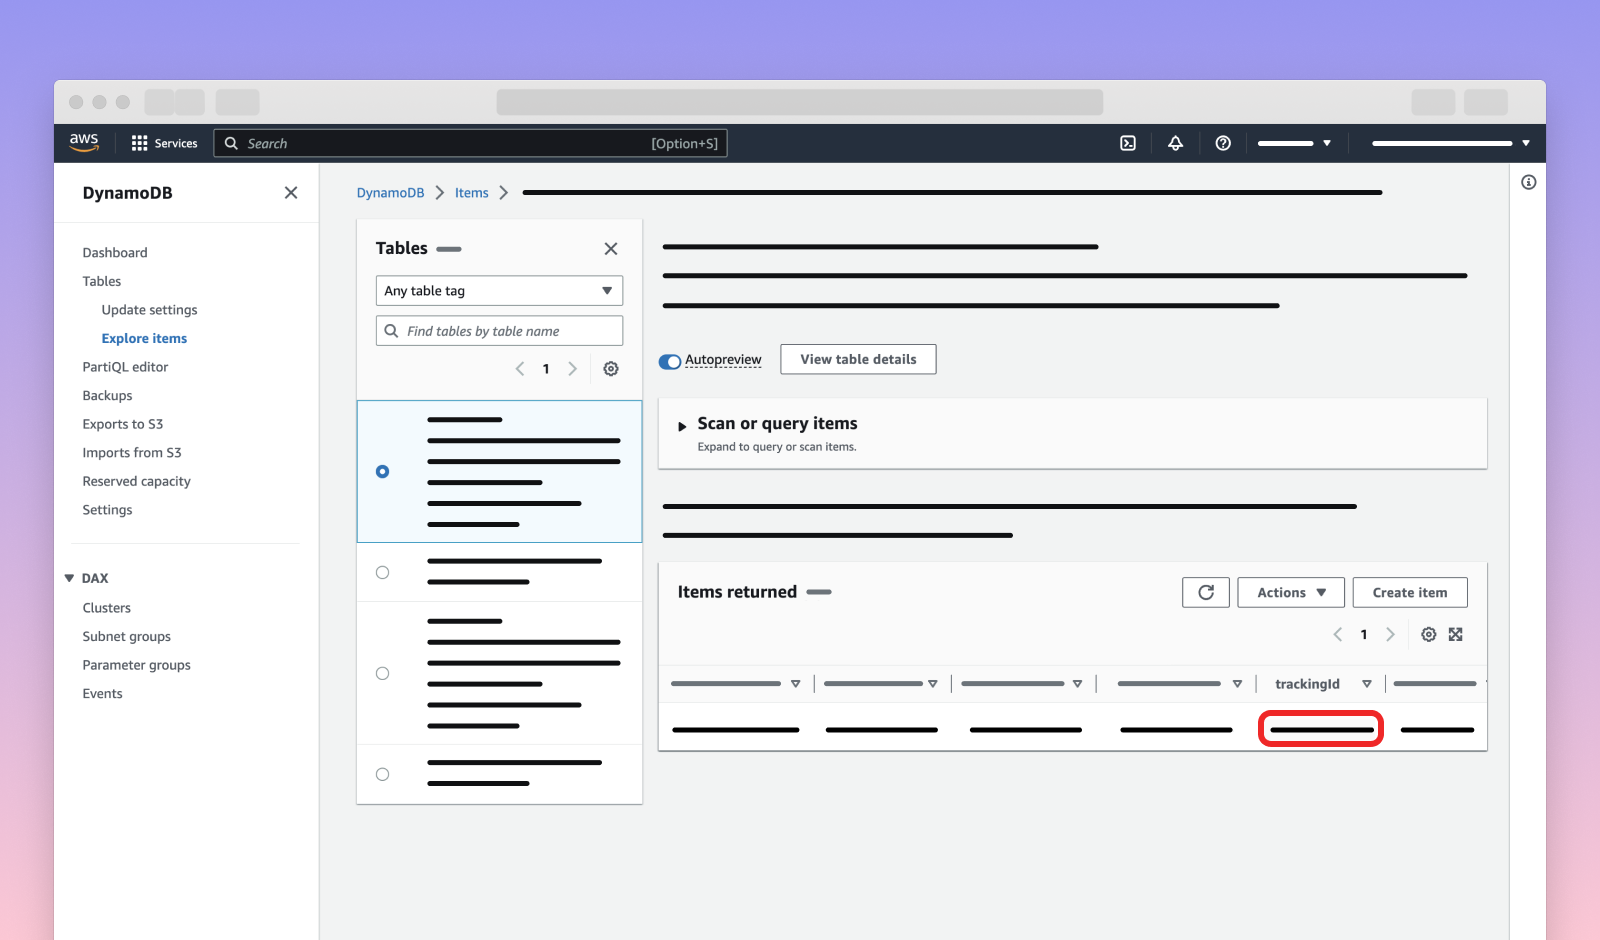 aws
Services
Search
[Option+S]
DynamoDB
Dashboard
Tables
Update settings
Explore items
PartiQL editor
Backups
Exports to S3
Imports from S3
Reserved capacity
Settings
DAX
Clusters
Subnet groups
Parameter groups
Events
DynamoDB
Items
Tables
Any table tag
Find tables by table name
1
Autopreview
View table details
Scan or query items
Expand to query or scan items.
Items returned
Actions
Create item
1
trackingId